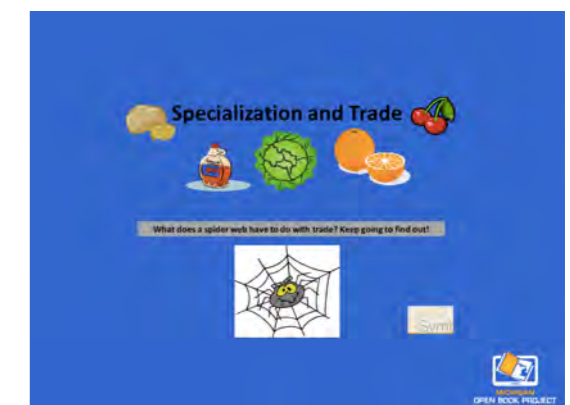 Specialization and Trade
What does a spider web have to do with trade? Keep going to find out!
MICHIGAN
OPEN BOOK PROJECT